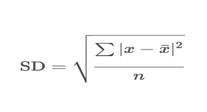 SD = √(∑ |x − x̄|² / n)